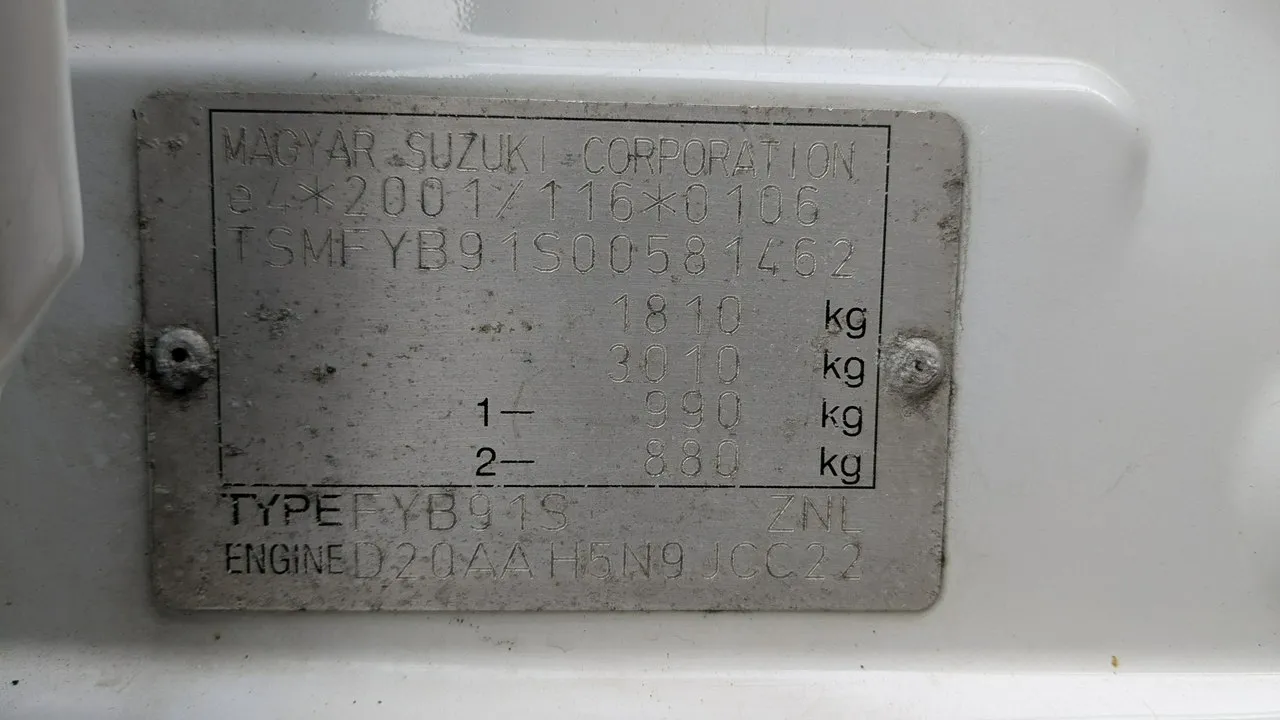 MAGYAR SUZUKI CORPORATION
e4*2001/116*0106
TSMFYB91S00581462
1810 kg
3010 kg
1— 990 kg
2— 880 kg
TYPE FYB91S ZNL
ENGINE D20AA H5N9 JCC22